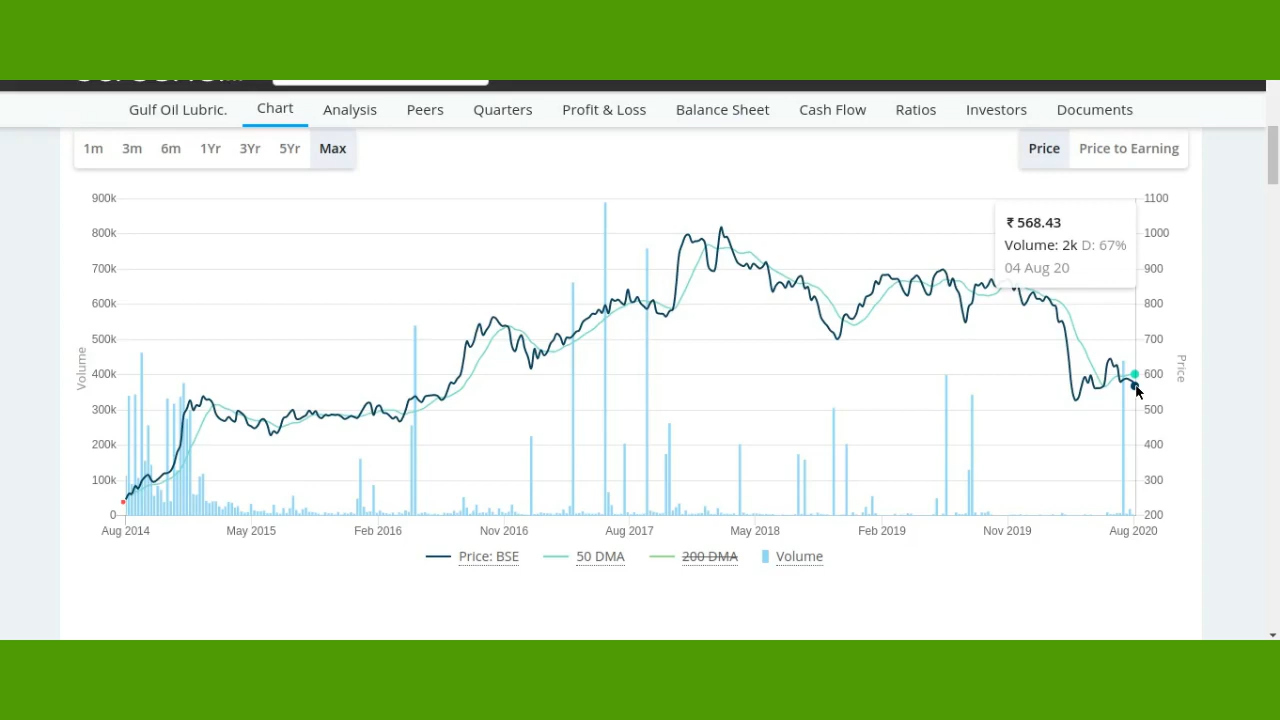 Gulf Oil Lubric. Chart Analysis Peers Quarters Profit & Loss Balance Sheet Cash Flow Ratios Investors Documents
1m 3m 6m 1Yr 3Yr 5Yr Max Price Price to Earning
900k 1100
800k 1000
700k 900
600k 800
500k 700
400k 600
300k 500
200k 400
100k 300
0 200
Volume
Price
₹ 568.43
Volume: 2k D: 67%
04 Aug 20
Aug 2014 May 2015 Feb 2016 Nov 2016 Aug 2017 May 2018 Feb 2019 Nov 2019 Aug 2020
Price: BSE 50 DMA 200 DMA Volume